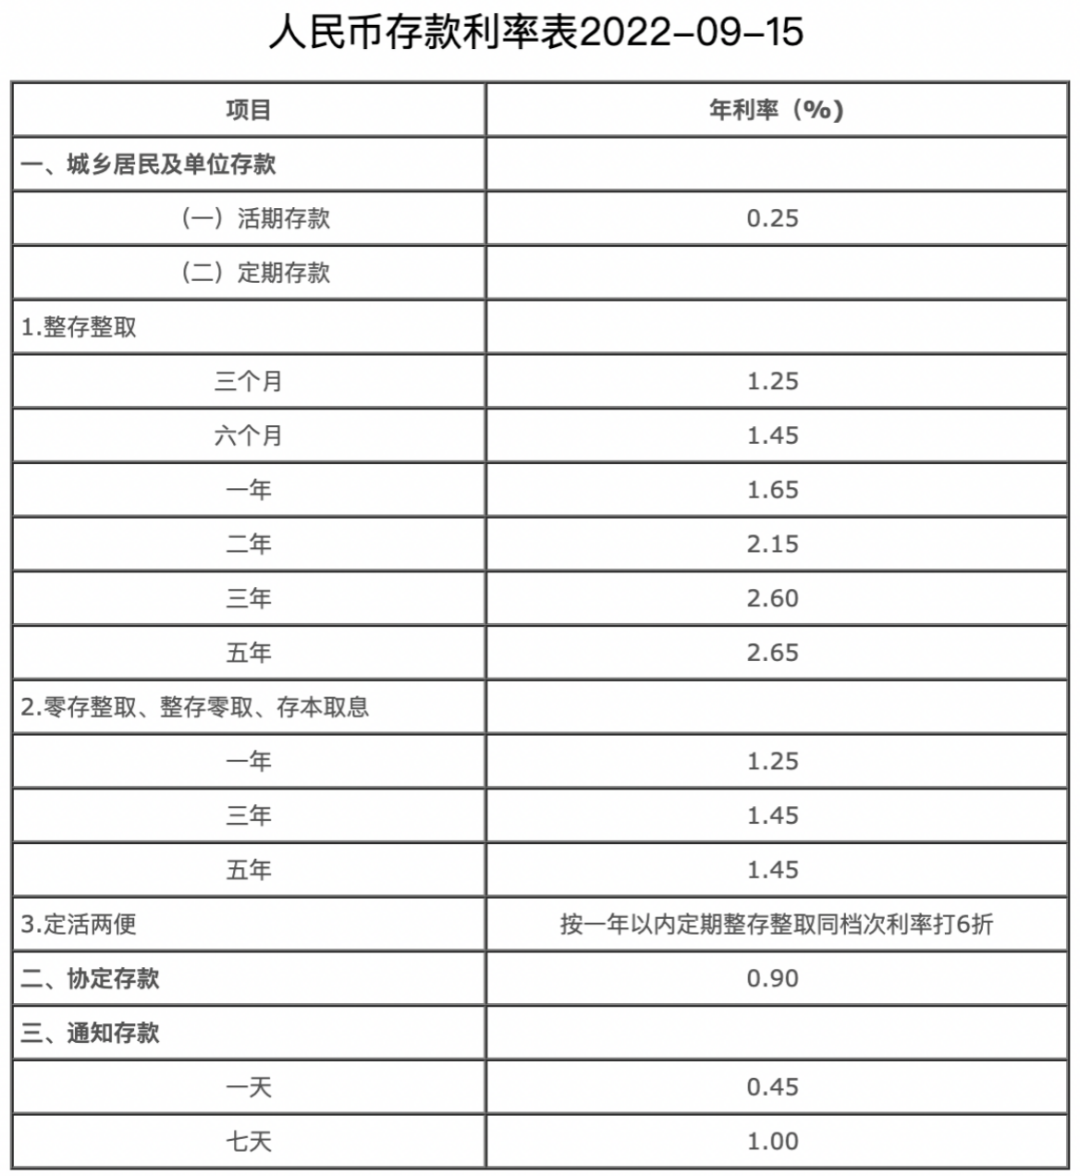 人民币存款利率表2022-09-15
项目 年利率（%)
一、城乡居民及单位存款
（一）活期存款 0.25
（二）定期存款
1.整存整取
三个月 1.25
六个月 1.45
一年 1.65
二年 2.15
三年 2.60
五年 2.65
2.零存整取、整存零取、存本取息
一年 1.25
三年 1.45
五年 1.45
3.定活两便 按一年以内定期整存整取同档次利率打6折
二、协定存款 0.90
三、通知存款
一天 0.45
七天 1.00